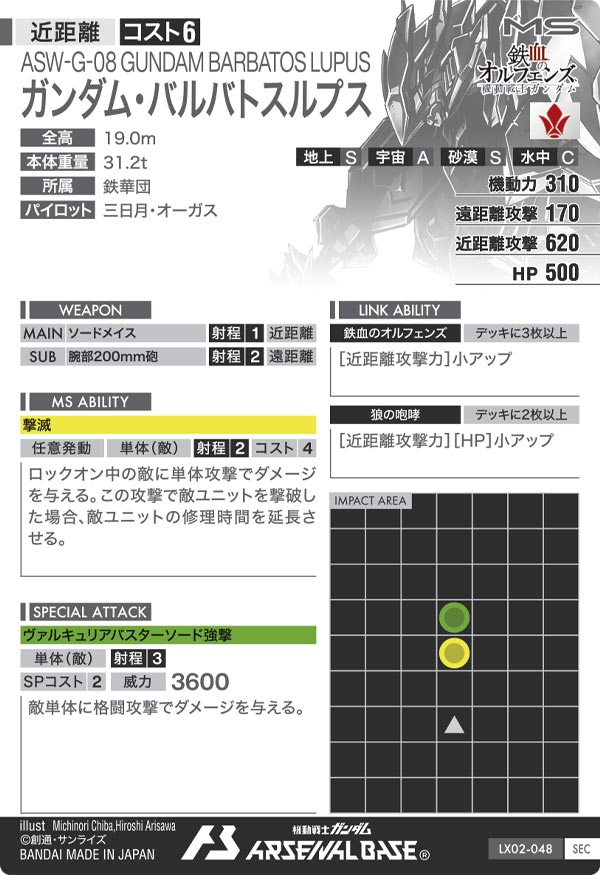 近距離 コスト6
MS
ASW-G-08 GUNDAM BARBATOS LUPUS
ガンダム・バルバトスルプス
鉄血のオルフェンズ
機動戦士ガンダム
全高 19.0m
本体重量 31.2t
所属 鉄華団
パイロット 三日月・オーガス
地上 S 宇宙 A 砂漠 S 水中 C
機動力 310
遠距離攻撃 170
近距離攻撃 620
HP 500
WEAPON
MAIN ソードメイス 射程 1 近距離
SUB 腕部200mm砲 射程 2 遠距離
MS ABILITY
撃滅
任意発動 単体(敵) 射程 2 コスト 4
ロックオン中の敵に単体攻撃でダメージ
を与える。この攻撃で敵ユニットを撃破し
た場合、敵ユニットの修理時間を延長さ
せる。
SPECIAL ATTACK
ヴァルキュリアバスターソード強撃
単体(敵) 射程 3
SPコスト 2 威力 3600
敵単体に格闘攻撃でダメージを与える。
LINK ABILITY
鉄血のオルフェンズ デッキに3枚以上
[近距離攻撃力]小アップ
狼の咆哮 デッキに2枚以上
[近距離攻撃力][HP]小アップ
IMPACT AREA
illust Michinori Chiba,Hiroshi Arisawa
©創通・サンライズ
BANDAI MADE IN JAPAN
機動戦士ガンダム
ARSENAL BASE®
LX02-048 SEC